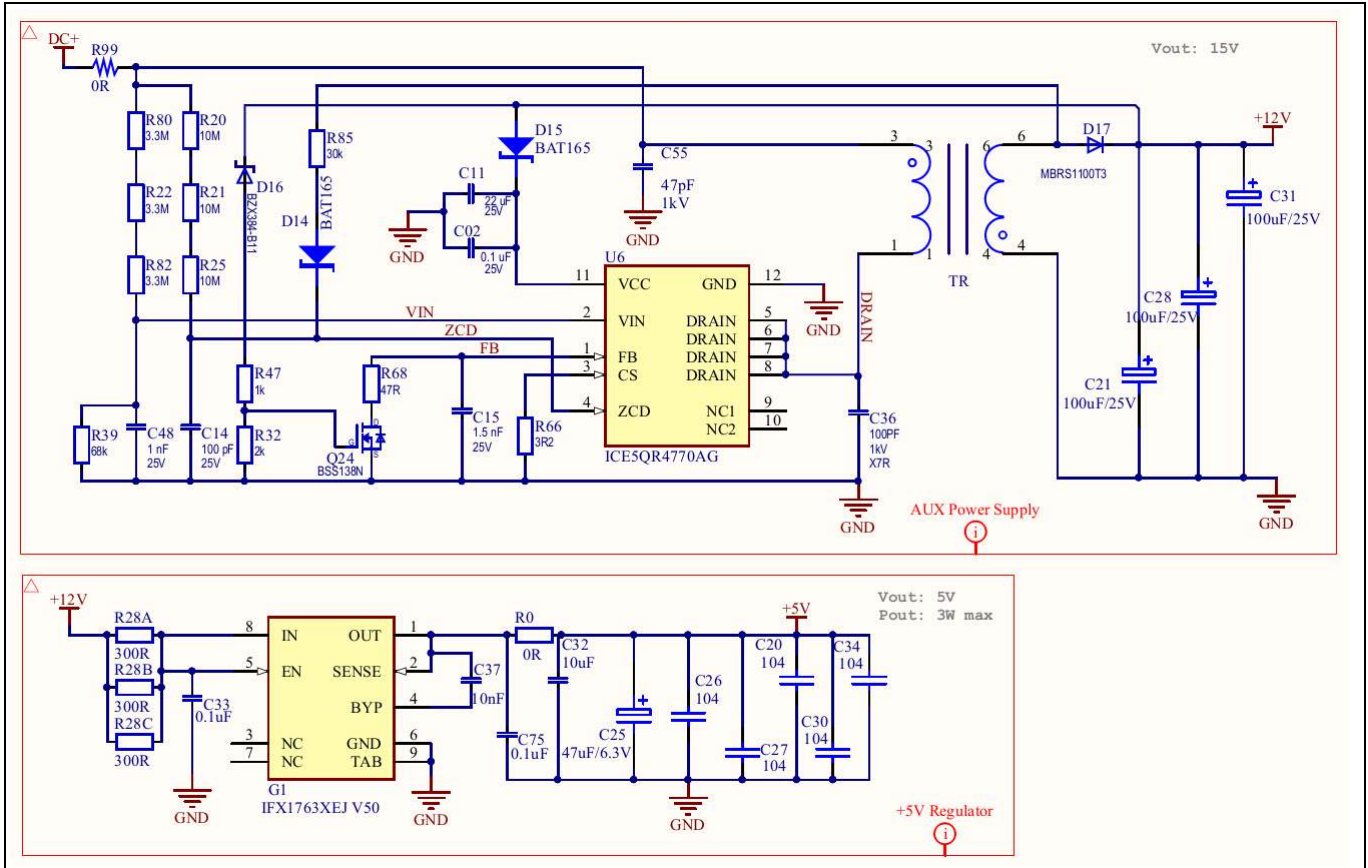 DC+
R99
0R
Vout: 15V
R80
3.3M
R20
10M
R85
30k
D15
BAT165
+12V
D17
MBRS1100T3
3
3
6
6
C55
47pF
1kV
GND
C31
100uF/25V
R22
3.3M
R21
10M
D16
BZX384-B11
D14
BAT165
C11
22 uF
25V
C02
0.1 uF
25V
GND
R82
3.3M
R25
10M
1
1
4
4
TR
U6
11
VCC
GND
12
GND
VIN
2
VIN
DRAIN
5
DRAIN
6
DRAIN
7
DRAIN
8
DRAIN
ZCD
FB
1
FB
3
CS
4
ZCD
NC1
9
NC2
10
ICE5QR4770AG
C28
100uF/25V
C21
100uF/25V
R47
1k
R68
47R
R39
68k
C48
1 nF
25V
C14
100 pF
25V
R32
2k
Q24
BSS138N
G
D
S
C15
1.5 nF
25V
R66
3R2
C36
100PF
1kV
X7R
GND
GND
AUX Power Supply
i
+12V
R28A
300R
R28B
300R
R28C
300R
C33
0.1uF
GND
8
IN
OUT
1
5
EN
SENSE
2
BYP
4
3
NC
GND
6
7
NC
TAB
9
G1
IFX1763XEJ V50
GND
C37
10nF
R0
0R
C75
0.1uF
C32
10uF
C25
47uF/6.3V
C26
104
GND
C27
104
+5V
C20
104
C30
104
C34
104
Vout: 5V
Pout: 3W max
+5V Regulator
i